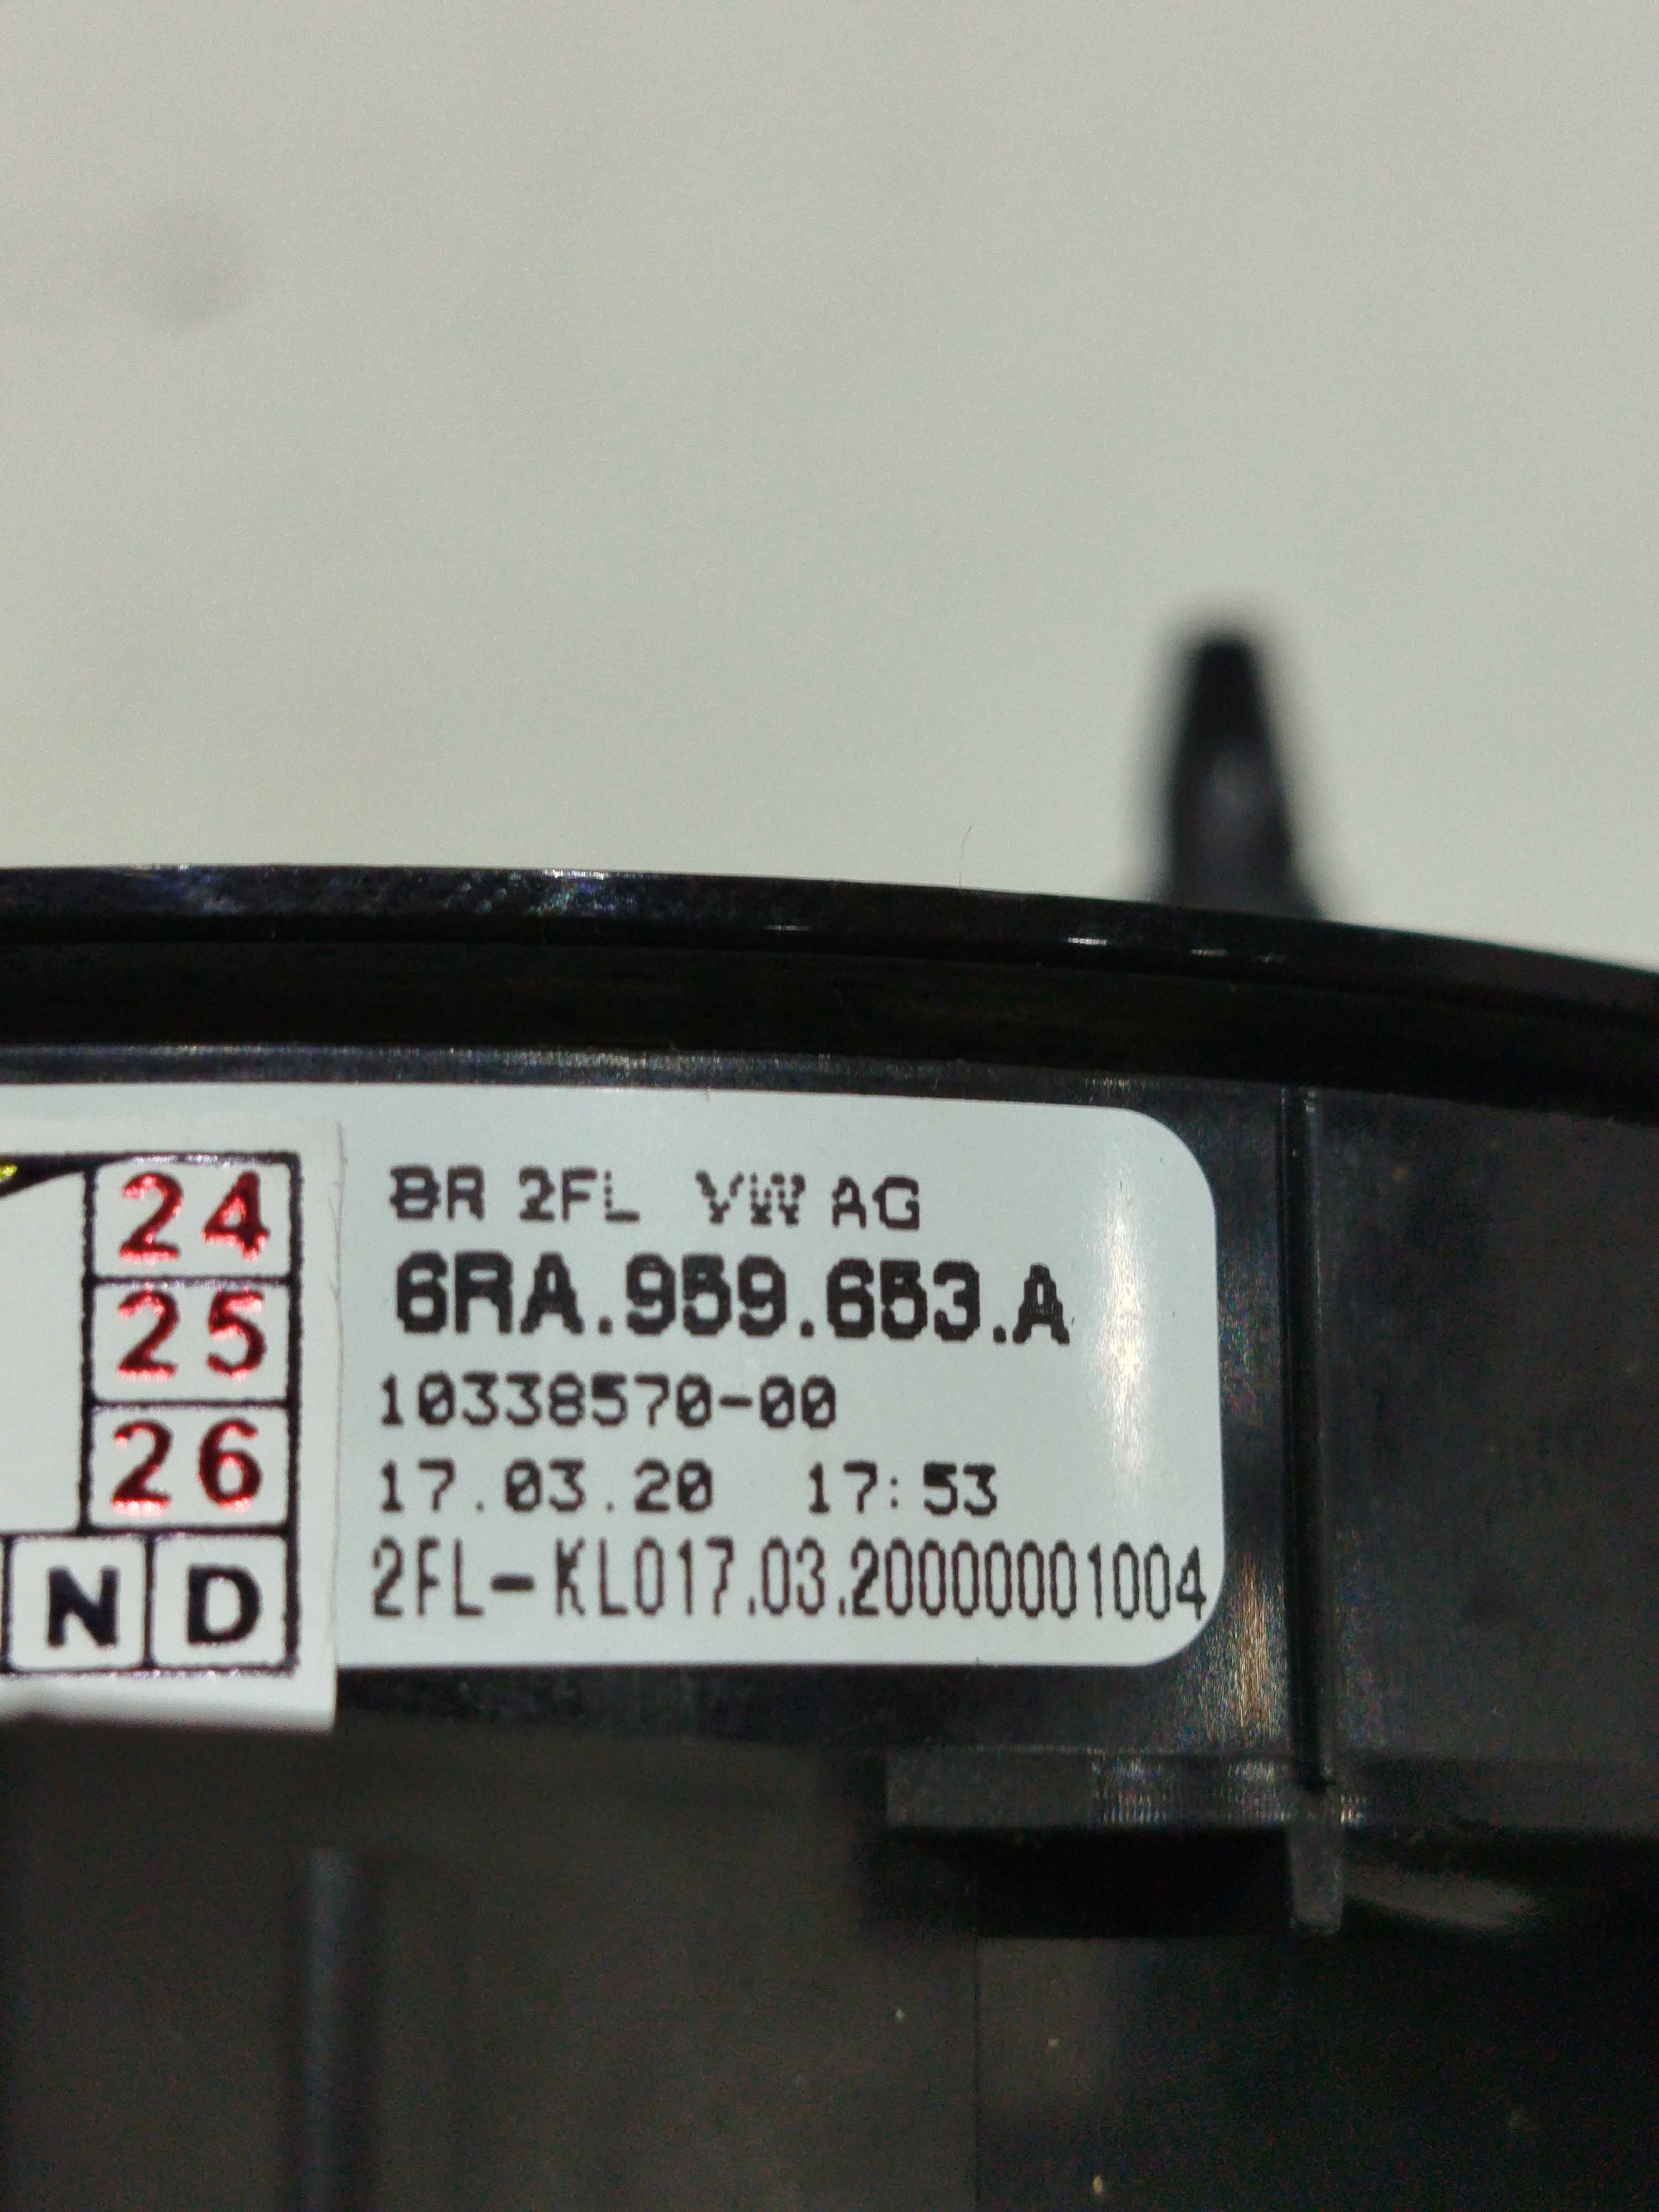 24
25
26
N D
BR 2FL VW AG
6RA.959.653.A
10338570-00
17.03.20 17:53
2FL-KL017.03.20000001004